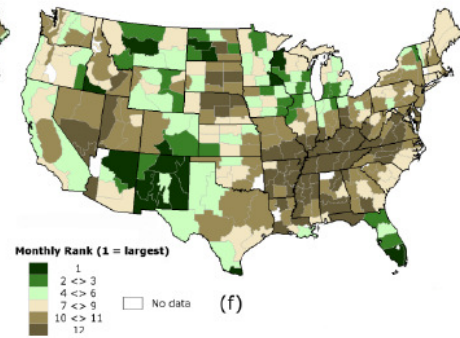 Monthly Rank (1 = largest)
1
2 <> 3
4 <> 6
7 <> 9
10 <> 11
12
No data
(f)